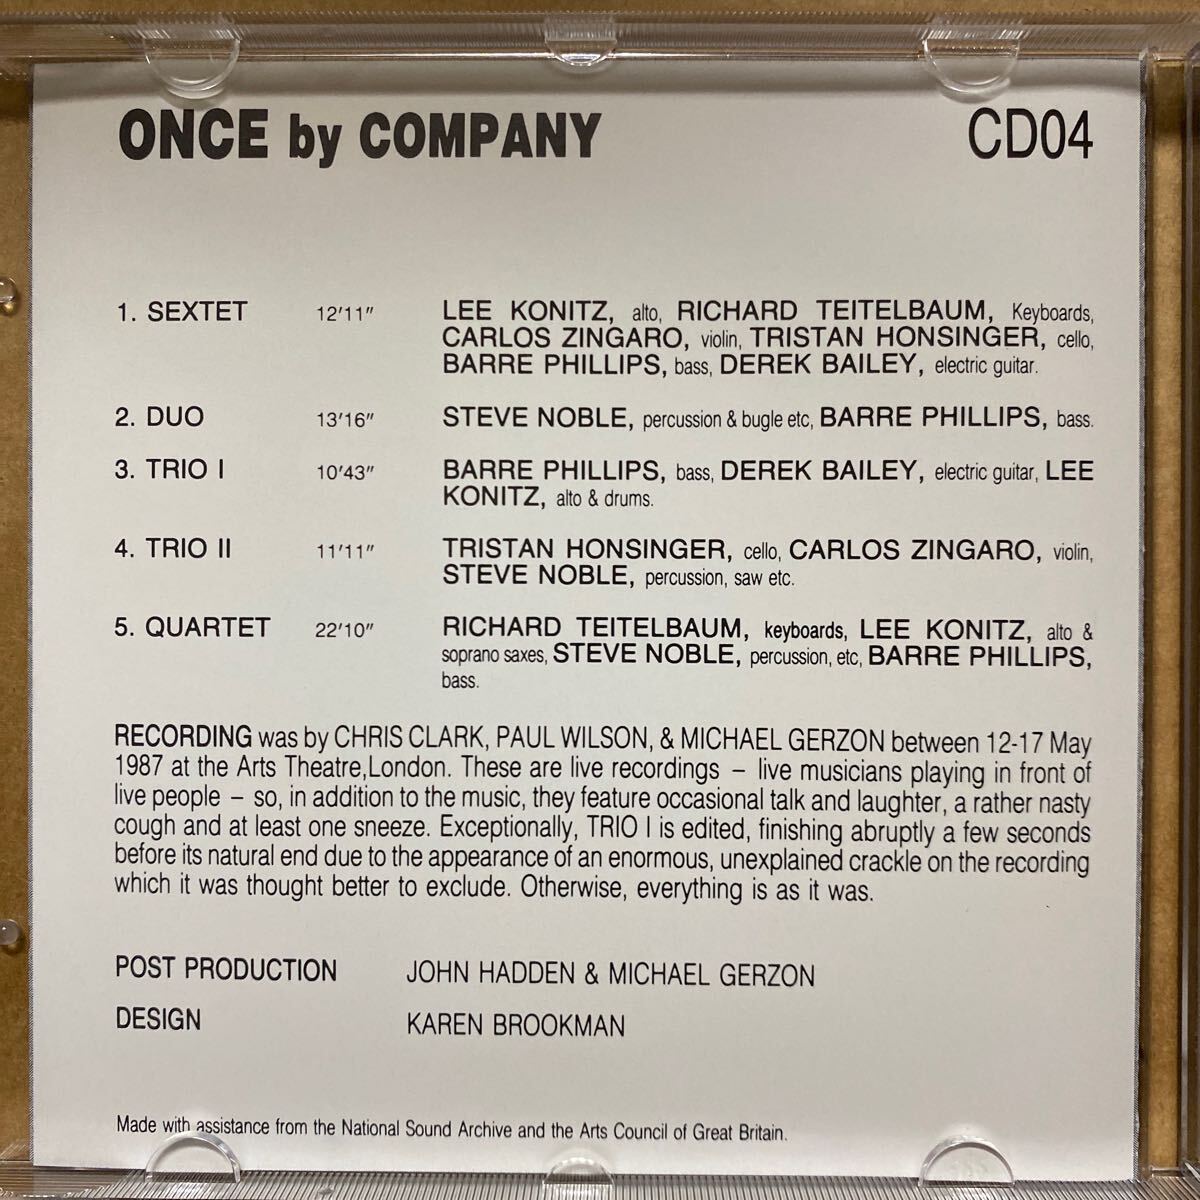 ONCE by COMPANY CD04
1. SEXTET 12'11" LEE KONITZ, alto, RICHARD TEITELBAUM, Keyboards,
CARLOS ZINGARO, violin, TRISTAN HONSINGER, cello,
BARRE PHILLIPS, bass, DEREK BAILEY, electric guitar.
2. DUO 13'16" STEVE NOBLE, percussion & bugle etc, BARRE PHILLIPS, bass.
3. TRIO I 10'43" BARRE PHILLIPS, bass, DEREK BAILEY, electric guitar, LEE
KONITZ, alto & drums.
4. TRIO II 11'11" TRISTAN HONSINGER, cello, CARLOS ZINGARO, violin,
STEVE NOBLE, percussion, saw etc.
5. QUARTET 22'10" RICHARD TEITELBAUM, keyboards, LEE KONITZ, alto &
soprano saxes, STEVE NOBLE, percussion, etc, BARRE PHILLIPS,
bass.
RECORDING was by CHRIS CLARK, PAUL WILSON, & MICHAEL GERZON between 12-17 May
1987 at the Arts Theatre,London. These are live recordings – live musicians playing in front of
live people – so, in addition to the music, they feature occasional talk and laughter, a rather nasty
cough and at least one sneeze. Exceptionally, TRIO I is edited, finishing abruptly a few seconds
before its natural end due to the appearance of an enormous, unexplained crackle on the recording
which it was thought better to exclude. Otherwise, everything is as it was.
POST PRODUCTION JOHN HADDEN & MICHAEL GERZON
DESIGN KAREN BROOKMAN
Made with assistance from the National Sound Archive and the Arts Council of Great Britain.